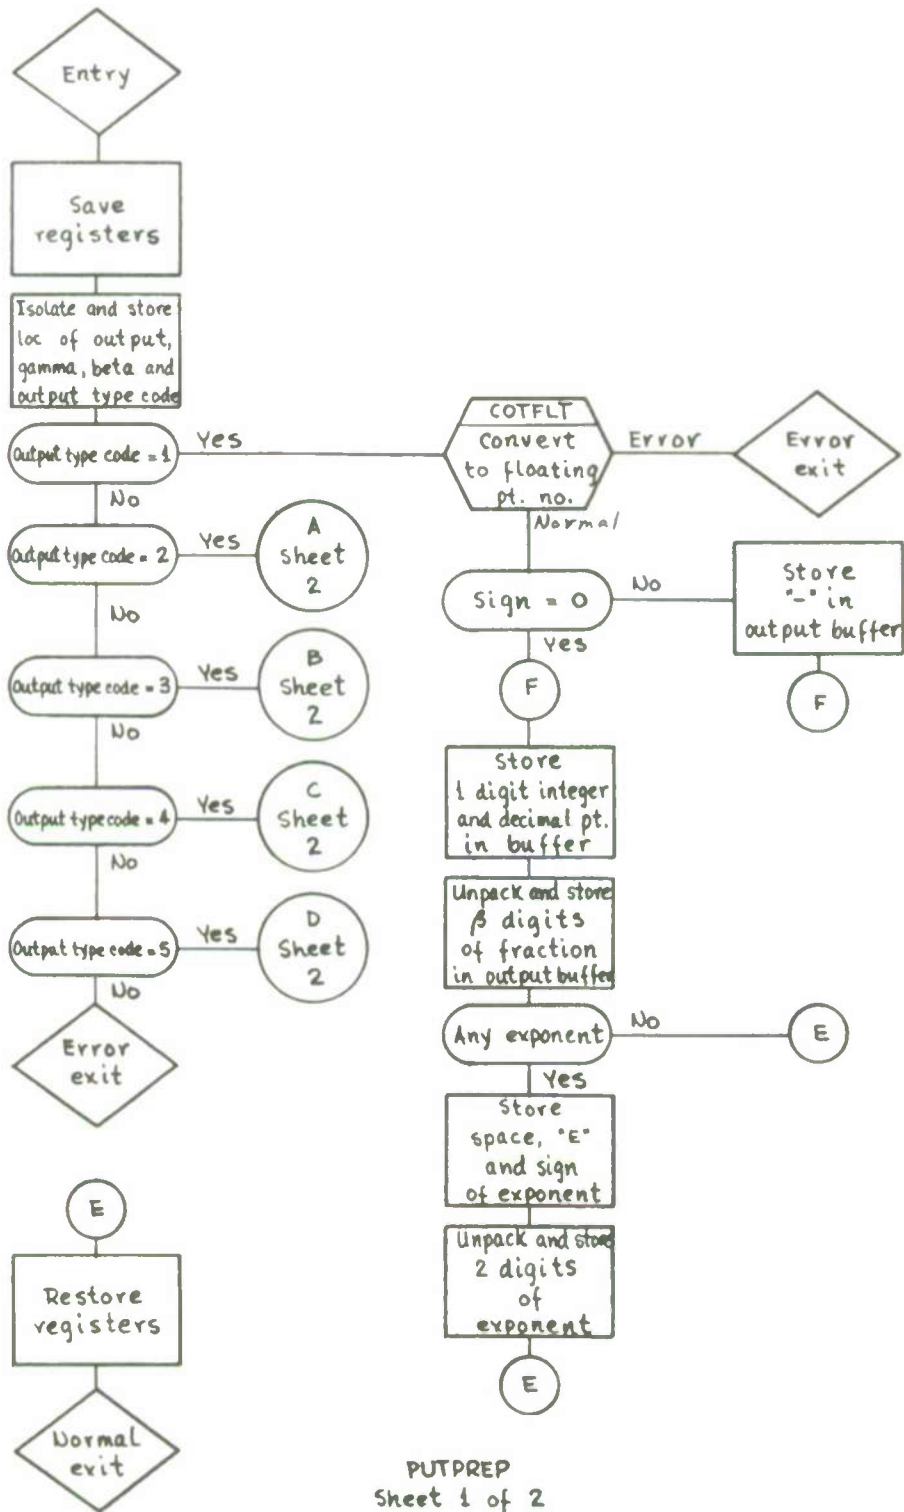 Entry
Save
registers
Isolate and store
loc of output,
gamma, beta and
output type code
Output type code = 1
Yes
No
COTFLT
Convert
to floating
pt. no.
Error
Error
exit
Normal
Output type code = 2
Yes
A
Sheet
2
No
Sign = 0
No
Store
"-" in
output buffer
Yes
F
F
Output type code = 3
Yes
B
Sheet
2
No
Store
1 digit integer
and decimal pt.
in buffer
Output type code = 4
Yes
C
Sheet
2
No
Unpack and store
β digits
of fraction
in output buffer
Output type code = 5
Yes
D
Sheet
2
No
Error
exit
Any exponent
No
E
Yes
Store
space, "E"
and sign
of exponent
Unpack and store
2 digits
of
exponent
E
E
Restore
registers
Normal
exit
PUTPREP
Sheet 1 of 2